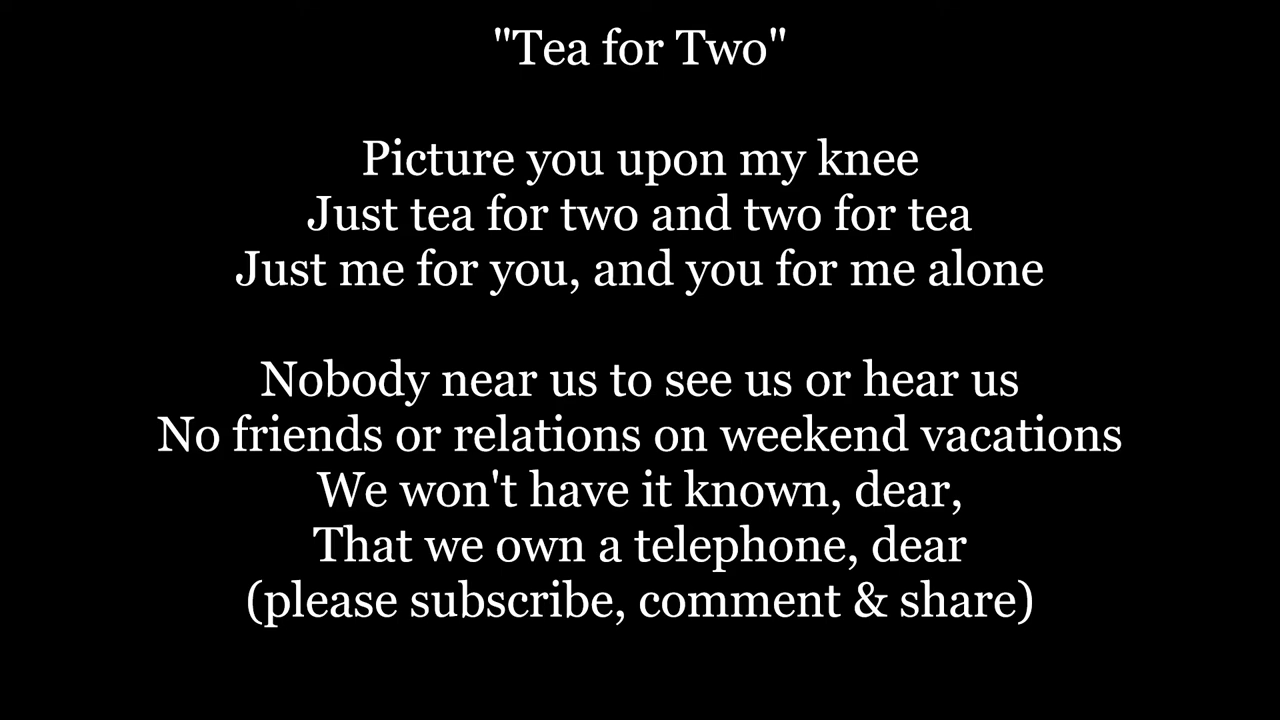 "Tea for Two"
Picture you upon my knee
Just tea for two and two for tea
Just me for you, and you for me alone
Nobody near us to see us or hear us
No friends or relations on weekend vacations
We won't have it known, dear,
That we own a telephone, dear
(please subscribe, comment & share)